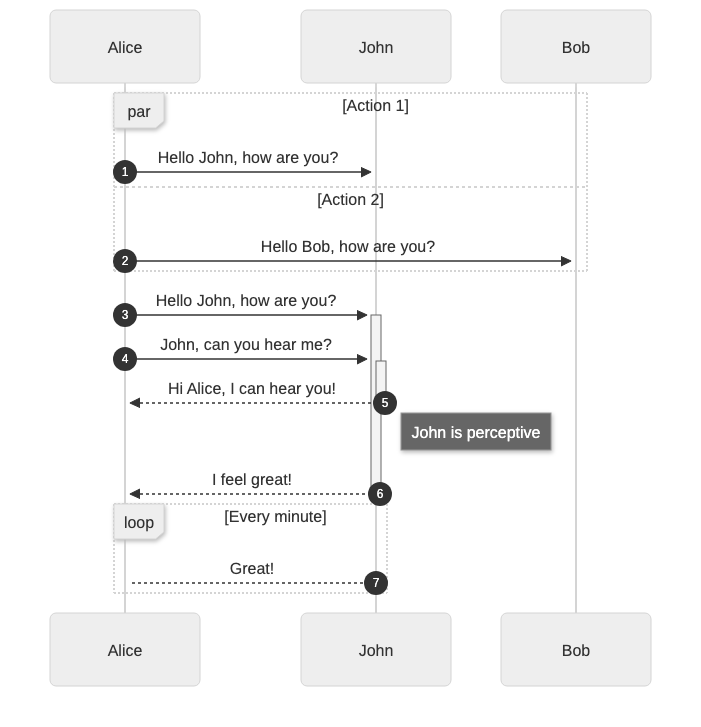 Alice
John
Bob
par
[Action 1]
1
Hello John, how are you?
[Action 2]
2
Hello Bob, how are you?
3
Hello John, how are you?
4
John, can you hear me?
Hi Alice, I can hear you!
5
John is perceptive
I feel great!
6
loop
[Every minute]
Great!
7
Alice
John
Bob